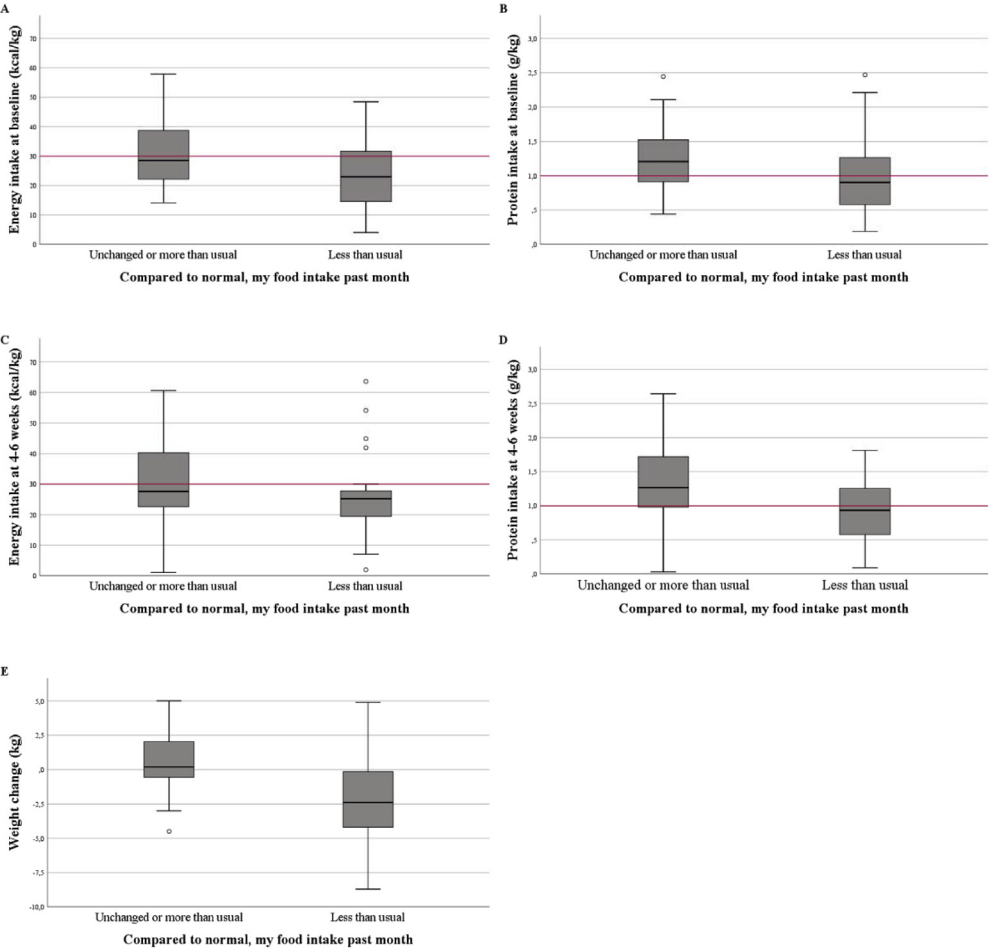 A
Energy intake at baseline (kcal/kg)
70
60
50
40
30
20
10
0
Unchanged or more than usual
Less than usual
Compared to normal, my food intake past month
B
Protein intake at baseline (g/kg)
3,0
2,5
2,0
1,5
1,0
,5
,0
Unchanged or more than usual
Less than usual
Compared to normal, my food intake past month
C
Energy intake at 4-6 weeks (kcal/kg)
70
60
50
40
30
20
10
0
Unchanged or more than usual
Less than usual
Compared to normal, my food intake past month
D
Protein intake at 4-6 weeks (g/kg)
3,0
2,5
2,0
1,5
1,0
,5
,0
Unchanged or more than usual
Less than usual
Compared to normal, my food intake past month
E
Weight change (kg)
5,0
2,5
,0
-2,5
-5,0
-7,5
-10,0
Unchanged or more than usual
Less than usual
Compared to normal, my food intake past month